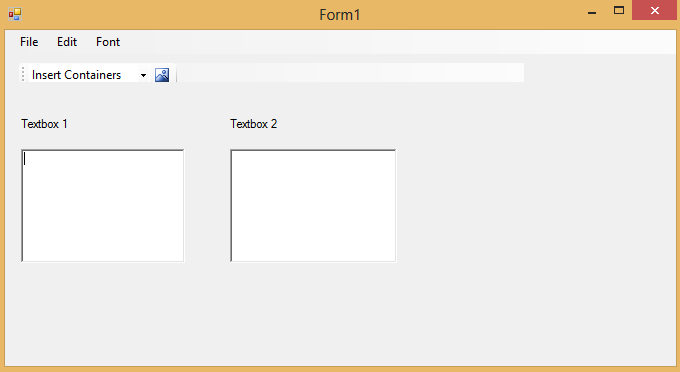 Form1
File Edit Font
Insert Containers
Textbox 1 Textbox 2